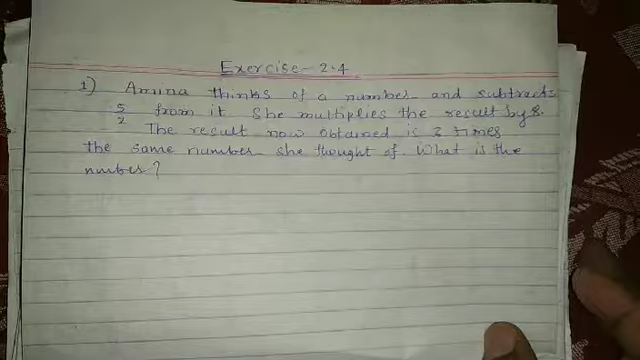 Exercise-2.4
1) Amina thinks of a number and subtracts
5/2 from it. She multiplies the result by 8.
The result now obtained is 3 times
the same number she thought of. What is the
number?